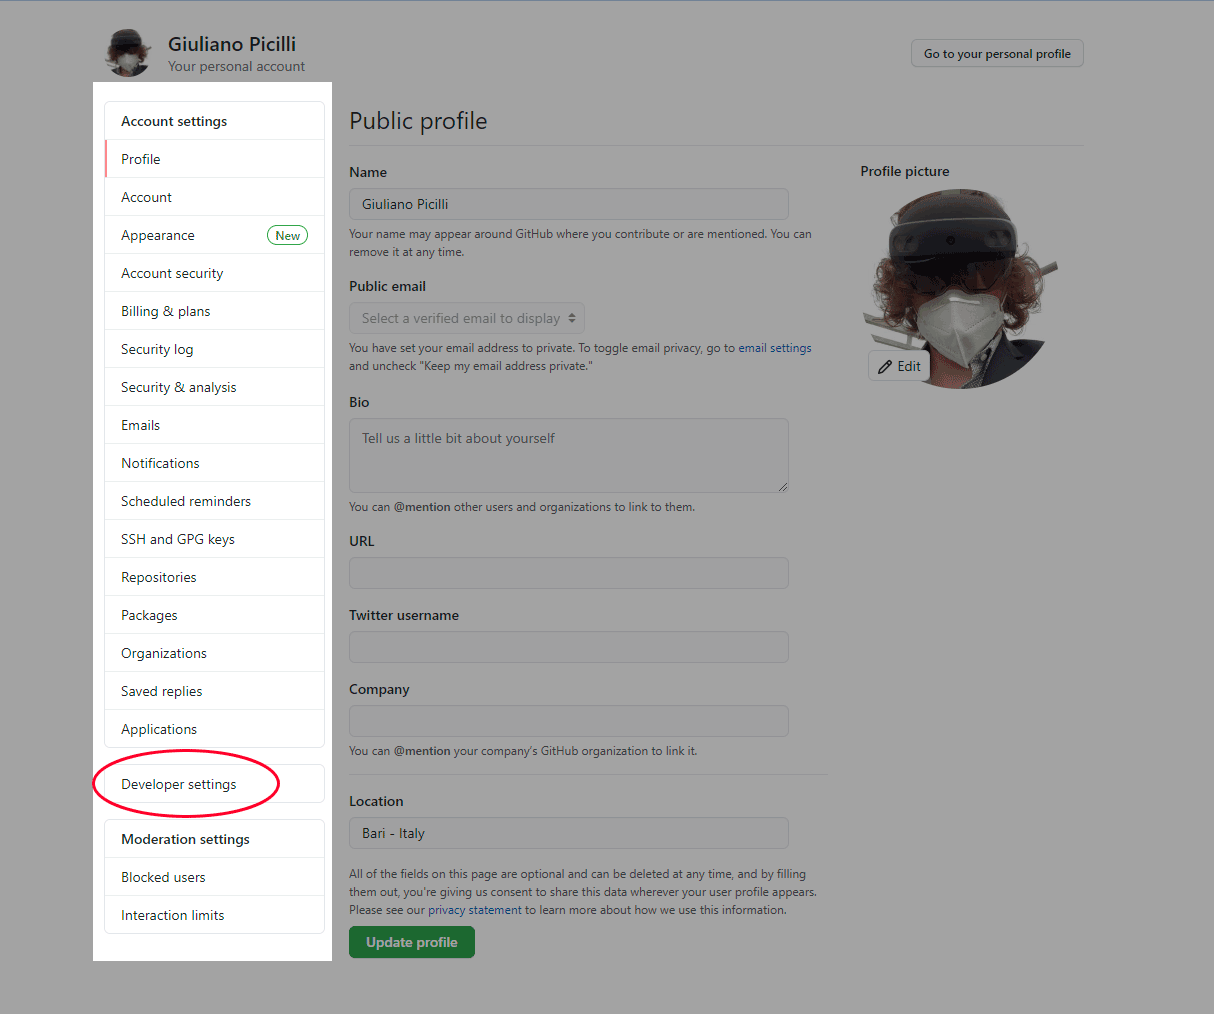 Giuliano Picilli
Your personal account
Go to your personal profile
Account settings
Profile
Account
Appearance New
Account security
Billing & plans
Security log
Security & analysis
Emails
Notifications
Scheduled reminders
SSH and GPG keys
Repositories
Packages
Organizations
Saved replies
Applications
Developer settings
Moderation settings
Blocked users
Interaction limits
Public profile
Name
Giuliano Picilli
Your name may appear around GitHub where you contribute or are mentioned. You can
remove it at any time.
Public email
Select a verified email to display
You have set your email address to private. To toggle email privacy, go to email settings
and uncheck "Keep my email address private."
Bio
Tell us a little bit about yourself
You can @mention other users and organizations to link to them.
URL
Twitter username
Company
You can @mention your company's GitHub organization to link it.
Location
Bari - Italy
All of the fields on this page are optional and can be deleted at any time, and by filling
them out, you're giving us consent to share this data wherever your user profile appears.
Please see our privacy statement to learn more about how we use this information.
Update profile
Profile picture
Edit